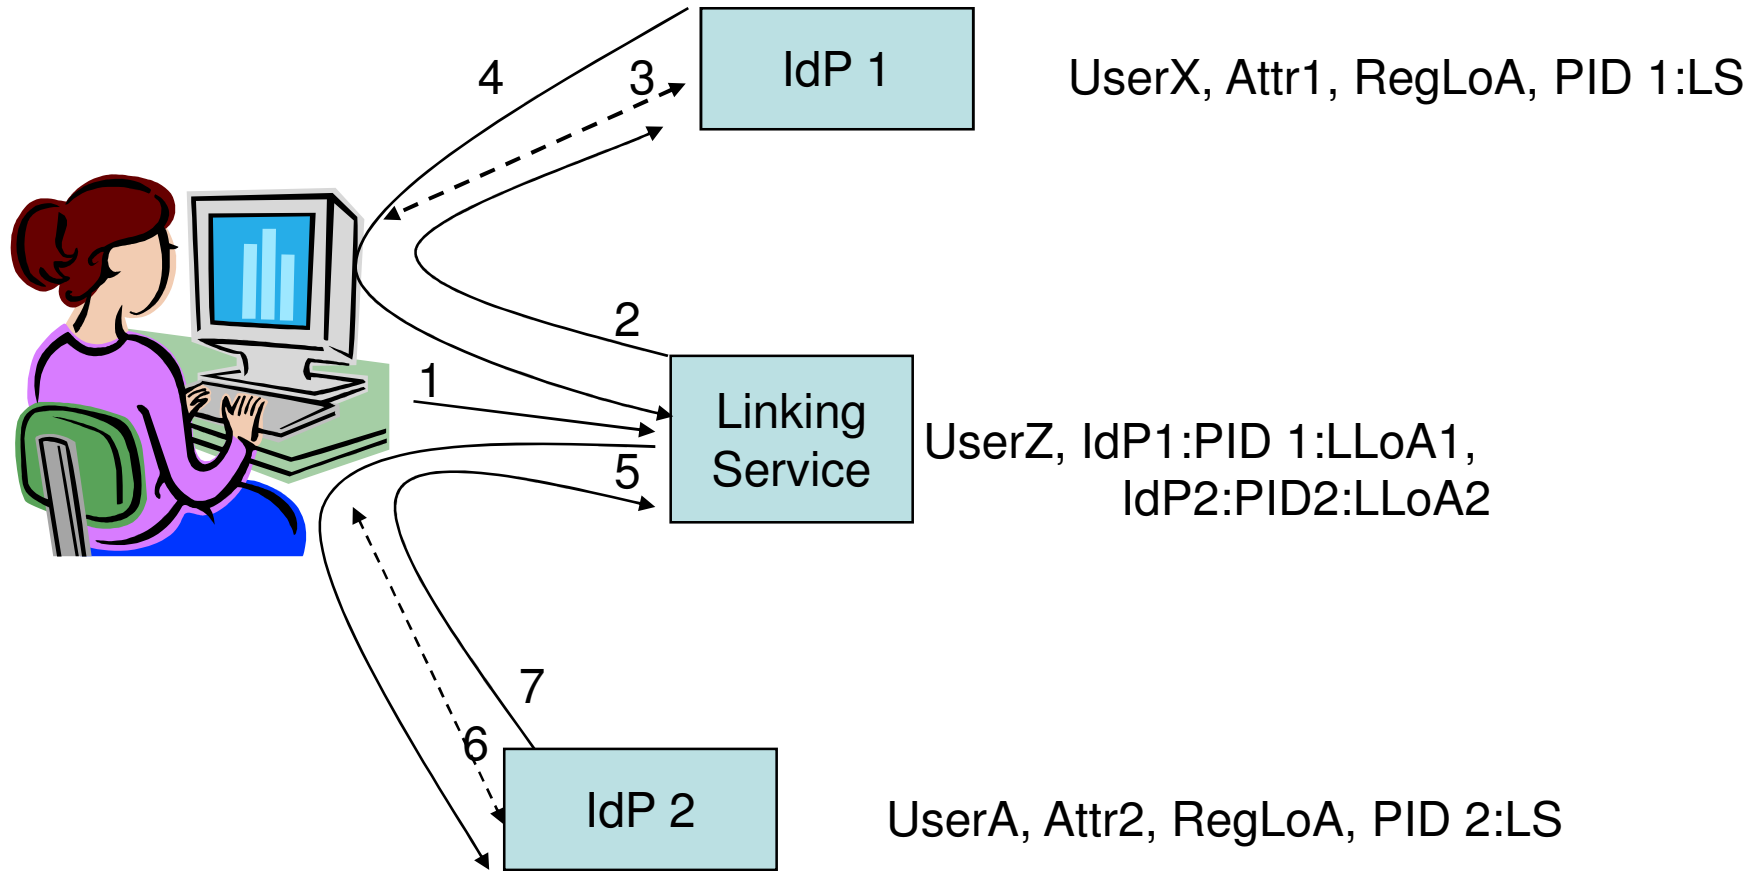 4
3
IdP 1
UserX, Attr1, RegLoA, PID 1:LS
2
1
Linking
Service
UserZ, IdP1:PID 1:LLoA1,
IdP2:PID2:LLoA2
5
7
6
IdP 2
UserA, Attr2, RegLoA, PID 2:LS